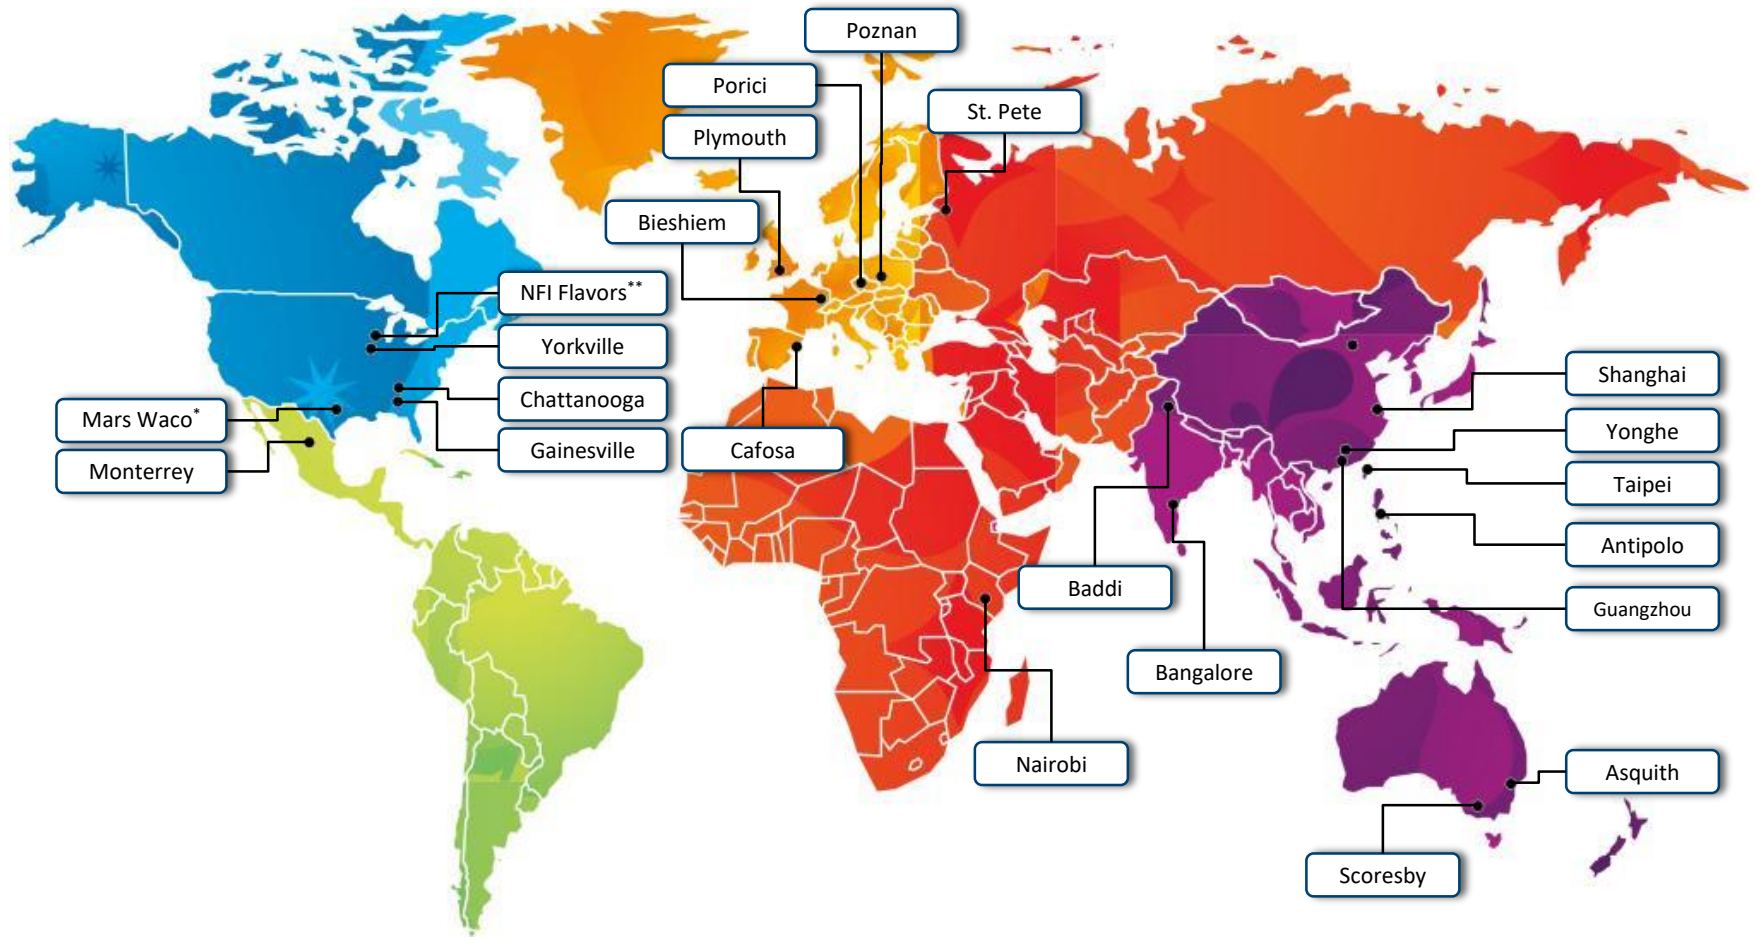 Poznan
Porici
St. Pete
Plymouth
Bieshiem
NFI Flavors**
Yorkville
Shanghai
Chattanooga
Mars Waco*
Yonghe
Gainesville
Cafosa
Monterrey
Taipei
Antipolo
Baddi
Guangzhou
Bangalore
Nairobi
Asquith
Scoresby